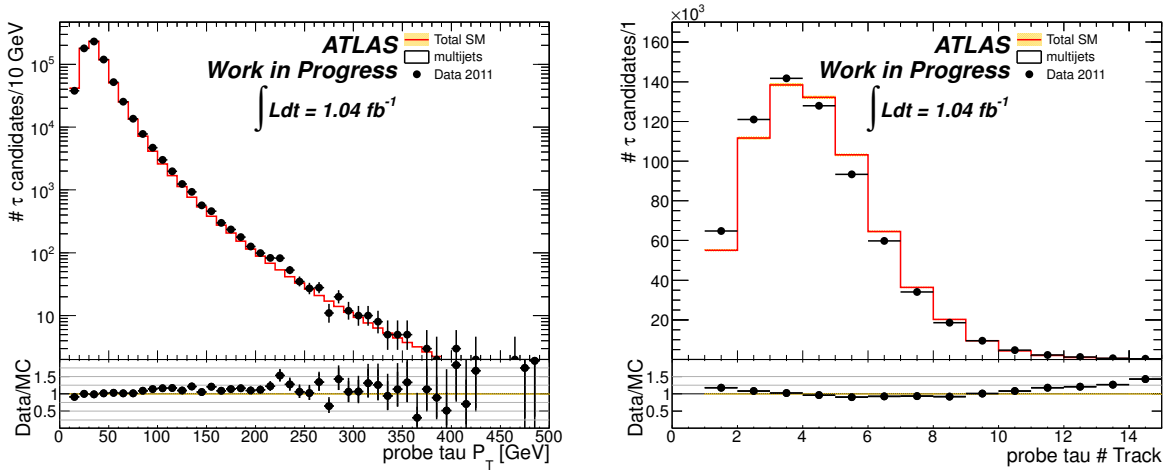 # τ candidates/10 GeV
10⁵
10⁴
10³
10²
10
ATLAS
Work in Progress
∫ Ldt = 1.04 fb⁻¹
Total SM
multijets
Data 2011
Data/MC
1.5
1
0.5
0 50 100 150 200 250 300 350 400 450 500
probe tau P_T [GeV]
×10³
# τ candidates/1
160
140
120
100
80
60
40
20
ATLAS
Work in Progress
∫ Ldt = 1.04 fb⁻¹
Total SM
multijets
Data 2011
Data/MC
1.5
1
0.5
0 2 4 6 8 10 12 14
probe tau # Track